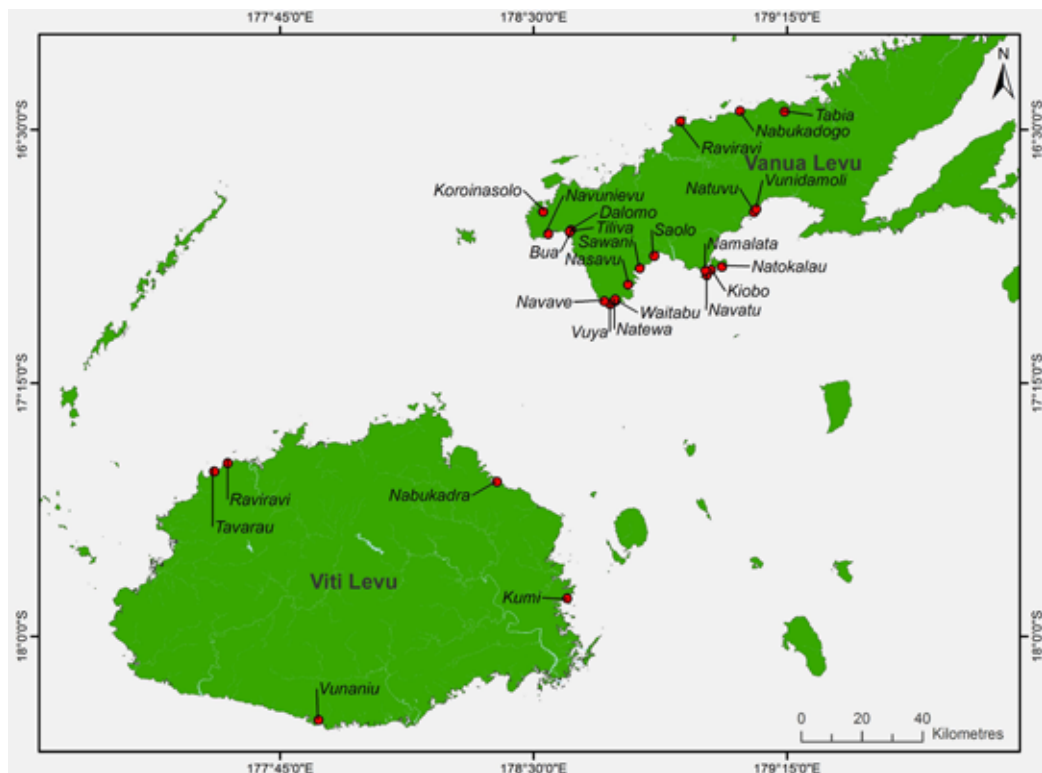 177°45'0"E
178°30'0"E
179°15'0"E
N
16°30'0"S
16°30'0"S
Tabia
Nabukadogo
Raviravi
Vanua Levu
Koroinasolo
Navunievu
Natuvu
Vunidamoli
Dalomo
Tiliva
Saolo
Bua
Sawani
Namalata
Nasavu
Natokalau
Kiobo
Navave
Waitabu
Navatu
Vuya
Natewa
17°15'0"S
17°15'0"S
Raviravi
Nabukadra
Tavarau
Viti Levu
Kumi
18°0'0"S
18°0'0"S
Vunaniu
0 20 40
Kilometres
177°45'0"E
178°30'0"E
179°15'0"E